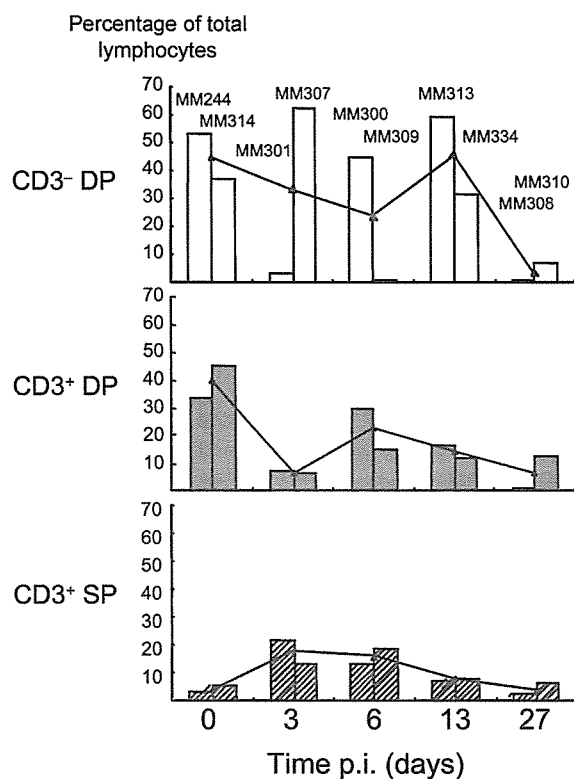 Percentage of total
lymphocytes
70
60
50
40
30
20
10
CD3⁻ DP
MM244
MM314
MM301
MM307
MM300
MM309
MM313
MM334
MM310
MM308
70
60
50
40
30
20
10
CD3⁺ DP
70
60
50
40
30
20
10
CD3⁺ SP
0 3 6 13 27
Time p.i. (days)